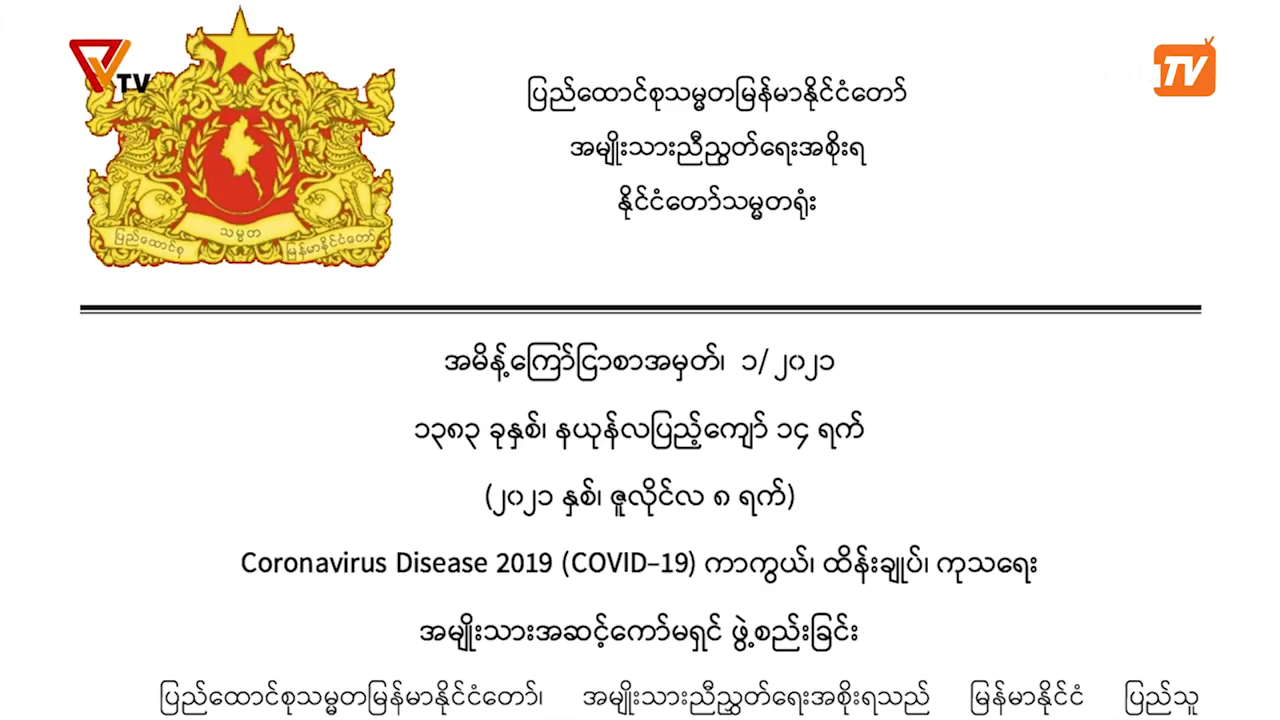 TV
TV
ပြည်ထောင်စုသမ္မတမြန်မာနိုင်ငံတော်
အမျိုးသားညီညွတ်ရေးအစိုးရ
နိုင်ငံတော်သမ္မတရုံး
ပြည်ထောင်စု သမ္မတ မြန်မာနိုင်ငံတော်
အမိန့်ကြော်ငြာစာအမှတ်၊ ၁/၂၀၂၁
၁၃၈၃ ခုနှစ်၊ နယုန်လပြည့်ကျော် ၁၄ ရက်
(၂၀၂၁ နှစ်၊ ဇူလိုင်လ ၈ ရက်)
Coronavirus Disease 2019 (COVID-19) ကာကွယ်၊ ထိန်းချုပ်၊ ကုသရေး
အမျိုးသားအဆင့်ကော်မရှင် ဖွဲ့စည်းခြင်း
ပြည်ထောင်စုသမ္မတမြန်မာနိုင်ငံတော်၊ အမျိုးသားညီညွတ်ရေးအစိုးရသည် မြန်မာနိုင်ငံ ပြည်သူ